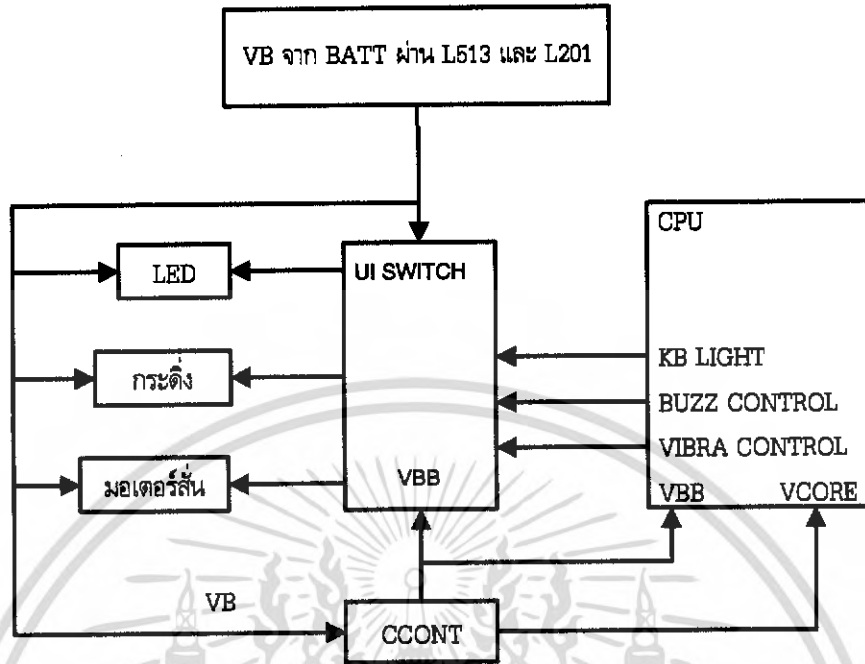 VB จาก BATT ผ่าน L513 และ L201
CPU
UI SWITCH
LED
KB LIGHT
กระดิ่ง
BUZZ CONTROL
VIBRA CONTROL
มอเตอร์สั่น
VBB
VBB VCORE
VB
CCONT